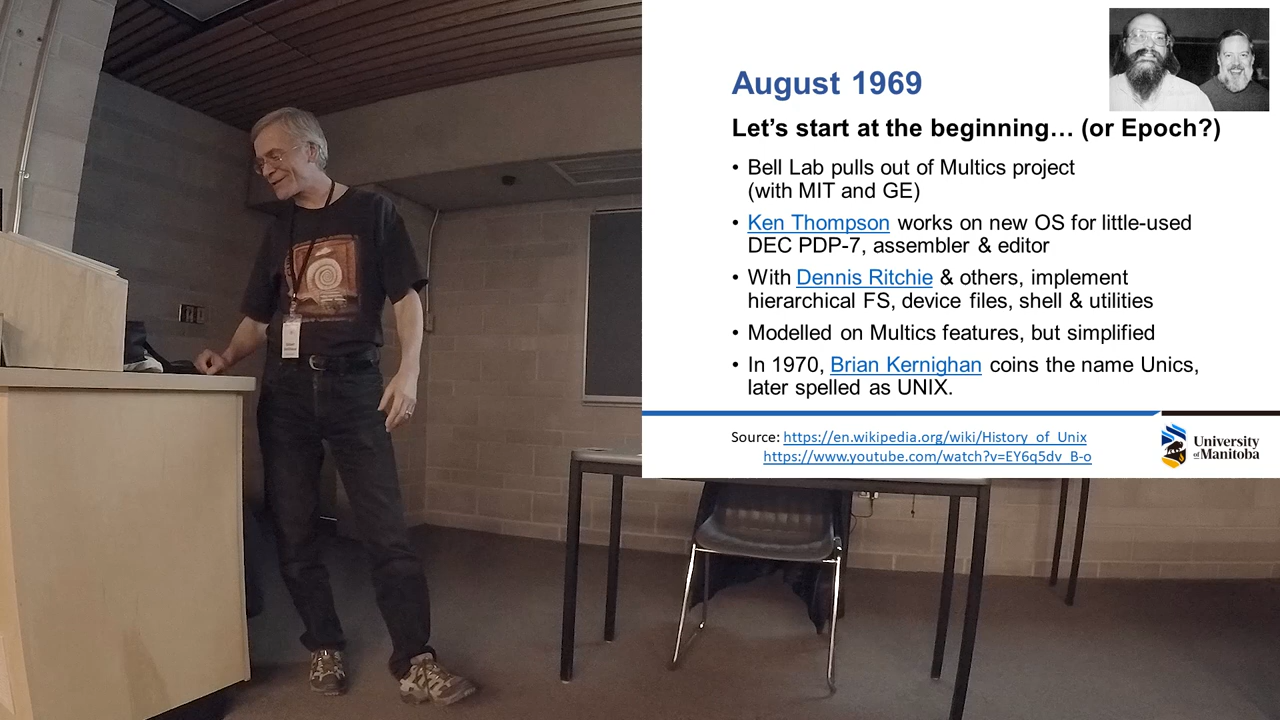 August 1969
Let's start at the beginning… (or Epoch?)
• Bell Lab pulls out of Multics project
(with MIT and GE)
• Ken Thompson works on new OS for little-used
DEC PDP-7, assembler & editor
• With Dennis Ritchie & others, implement
hierarchical FS, device files, shell & utilities
• Modelled on Multics features, but simplified
• In 1970, Brian Kernighan coins the name Unics,
later spelled as UNIX.
Source: https://en.wikipedia.org/wiki/History_of_Unix
https://www.youtube.com/watch?v=EY6q5dv_B-o
University
of Manitoba